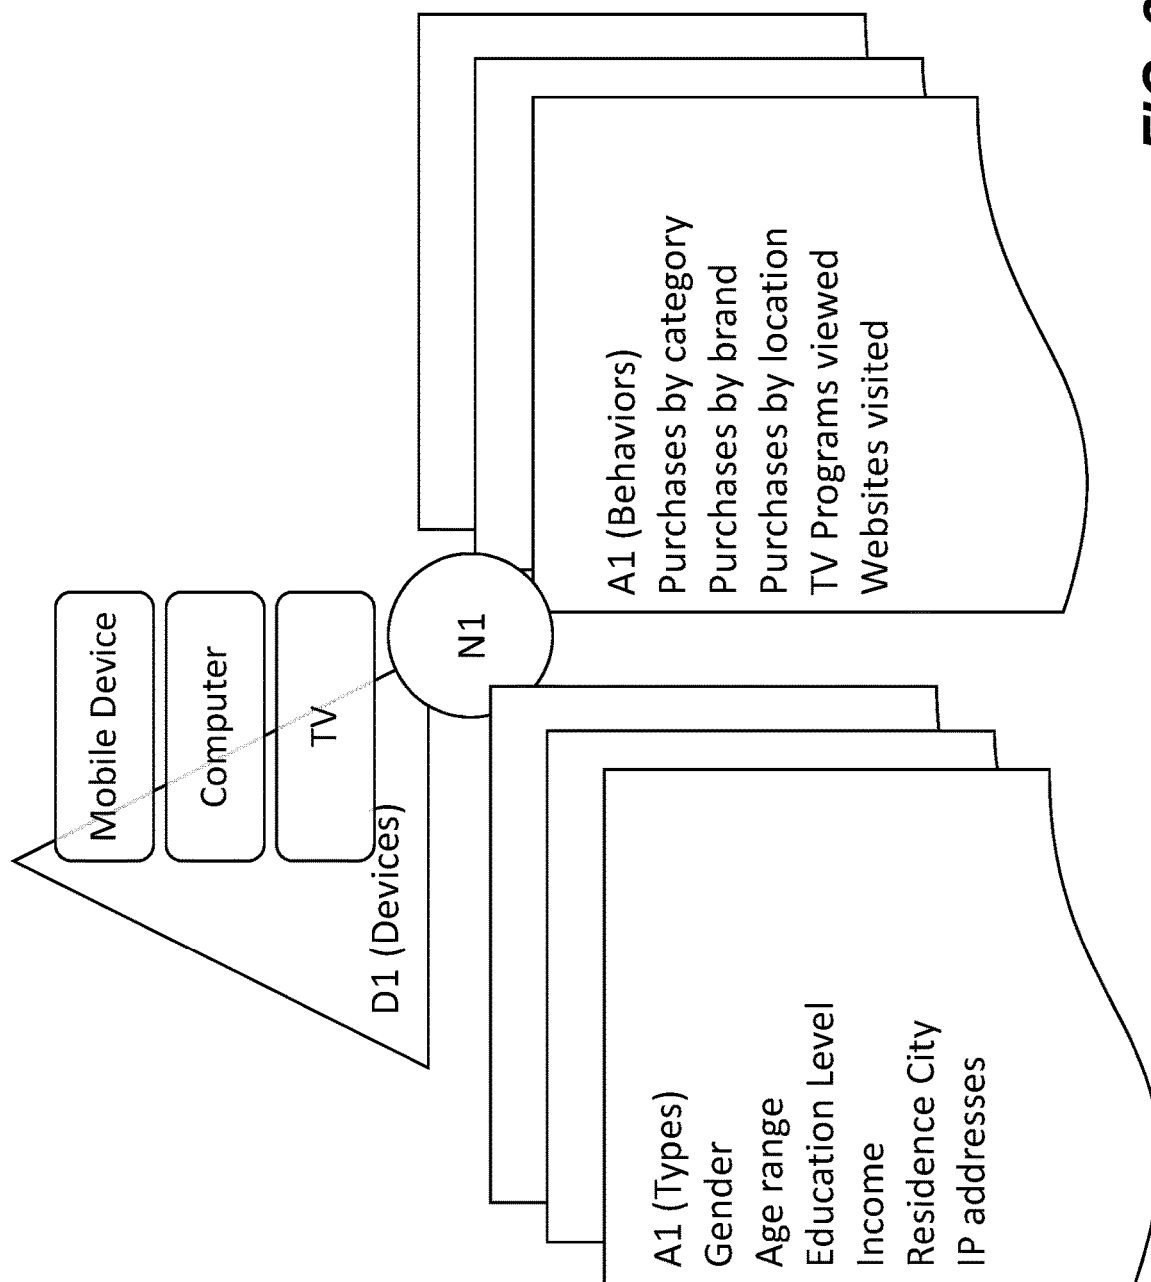 Mobile Device
Computer
TV
D1 (Devices)
N1
A1 (Types)
Gender
Age range
Education Level
Income
Residence City
IP addresses
A1 (Behaviors)
Purchases by category
Purchases by brand
Purchases by location
TV Programs viewed
Websites visited
FIG.